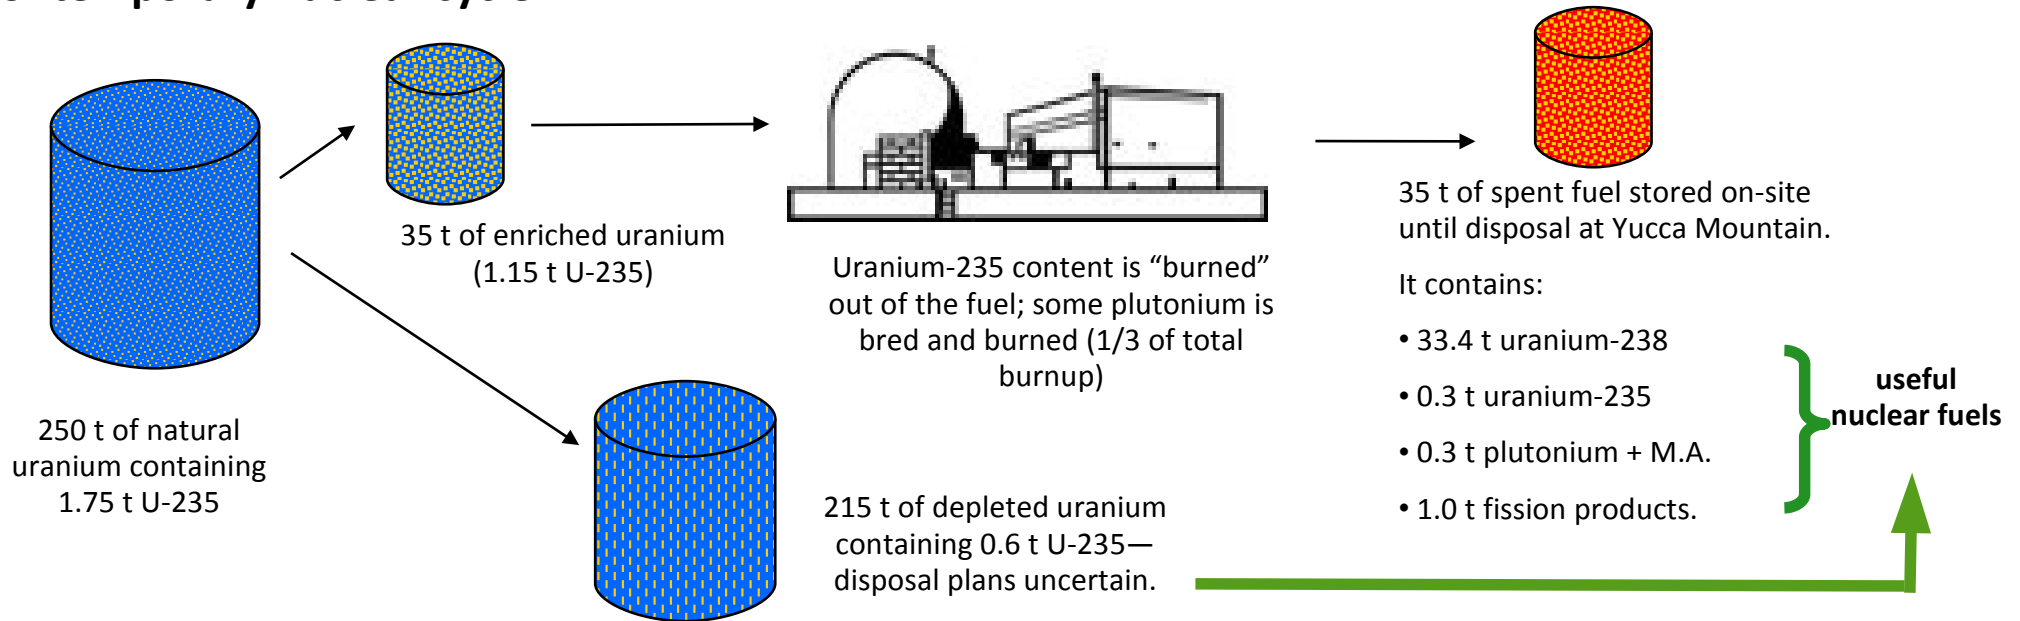 250 t of natural
uranium containing
1.75 t U-235
35 t of enriched uranium
(1.15 t U-235)
Uranium-235 content is “burned”
out of the fuel; some plutonium is
bred and burned (1/3 of total
burnup)
215 t of depleted uranium
containing 0.6 t U-235—
disposal plans uncertain.
35 t of spent fuel stored on-site
until disposal at Yucca Mountain.
It contains:
• 33.4 t uranium-238
• 0.3 t uranium-235
• 0.3 t plutonium + M.A.
• 1.0 t fission products.
useful
nuclear fuels